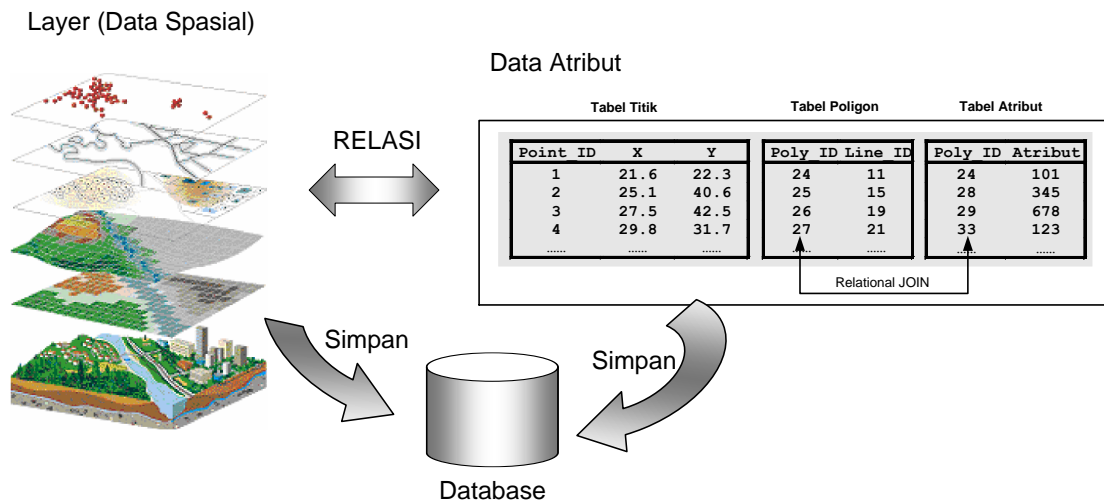 Layer (Data Spasial)
Data Atribut
RELASI
Tabel Titik
Point_ID X Y
1 21.6 22.3
2 25.1 40.6
3 27.5 42.5
4 29.8 31.7
...... ...... ......
Tabel Poligon
Poly_ID Line_ID
24 11
25 15
26 19
27 21
...... ......
Tabel Atribut
Poly_ID Atribut
24 101
28 345
29 678
33 123
...... ......
Relational JOIN
Simpan
Simpan
Database